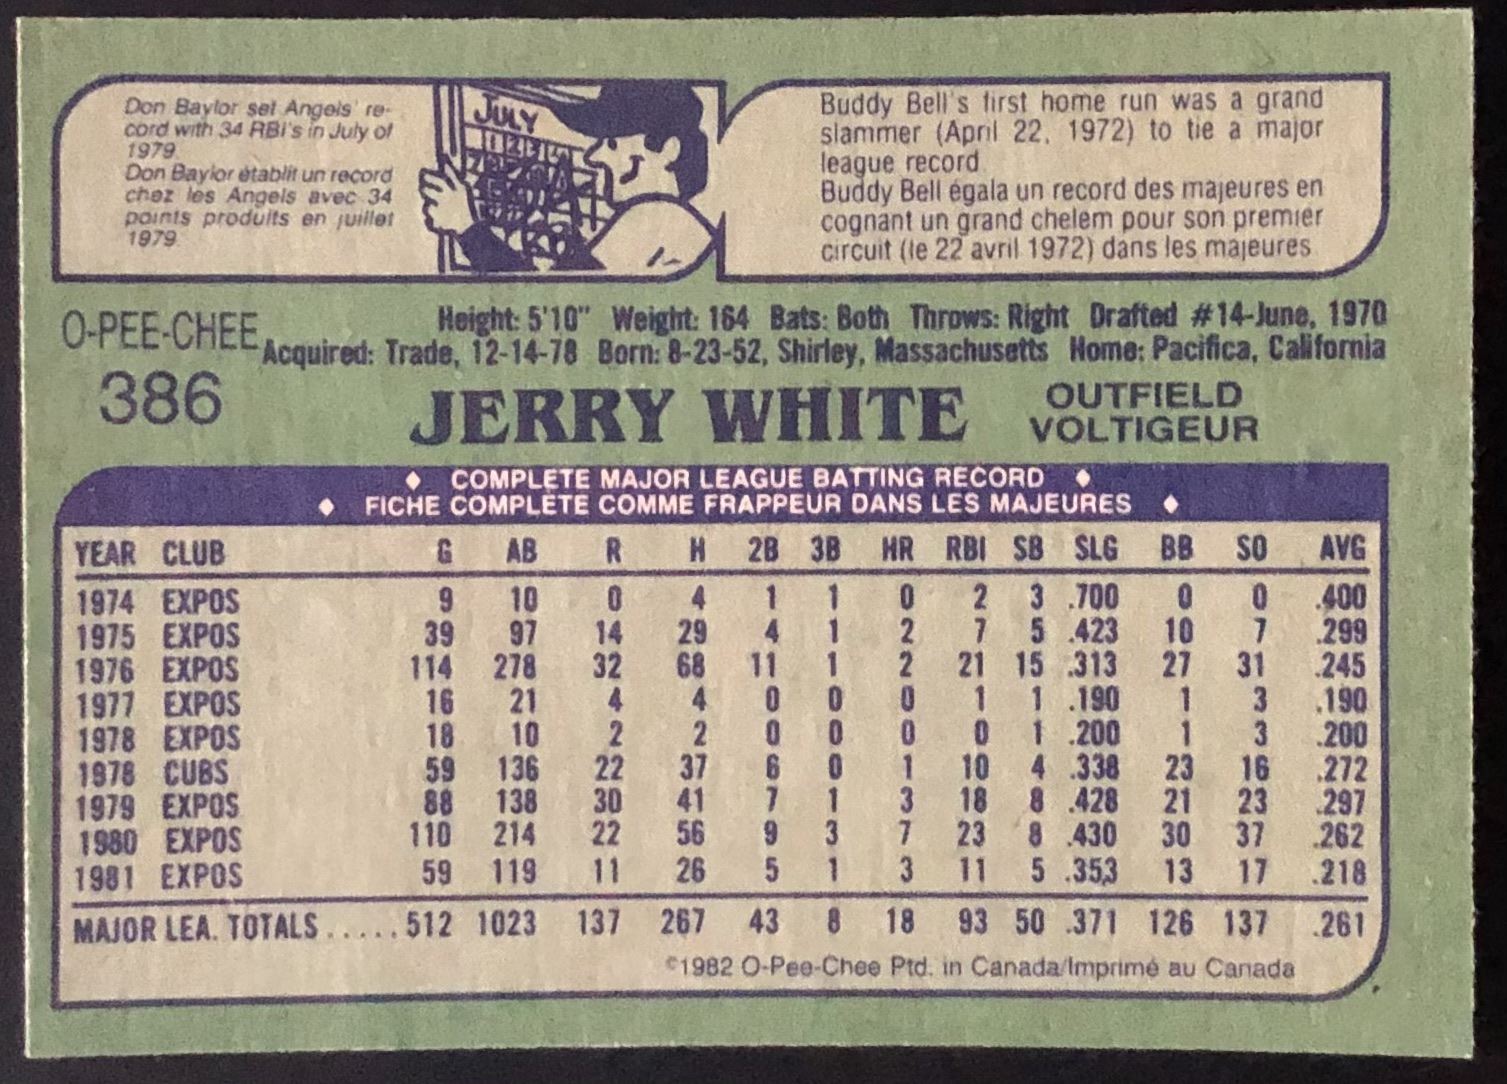 Don Baylor set Angels' re-
cord with 34 RBI's in July of
1979
Don Baylor établit un record
chez les Angels avec 34
points produits en juillet
1979
JULY
1 2 3 4
Buddy Bell's first home run was a grand
slammer (April 22, 1972) to tie a major
league record
Buddy Bell égala un record des majeures en
cognant un grand chelem pour son premier
circuit (le 22 avril 1972) dans les majeures
O-PEE-CHEE
386
Height: 5'10" Weight: 164 Bats: Both Throws: Right Drafted #14-June, 1970
Acquired: Trade, 12-14-78 Born: 8-23-52, Shirley, Massachusetts Home: Pacifica, California
JERRY WHITE
OUTFIELD
VOLTIGEUR
♦ COMPLETE MAJOR LEAGUE BATTING RECORD ♦
♦ FICHE COMPLÈTE COMME FRAPPEUR DANS LES MAJEURES ♦
YEAR CLUB G AB R H 2B 3B HR RBI SB SLG BB SO AVG
1974 EXPOS 9 10 0 4 1 1 0 2 3 .700 0 0 .400
1975 EXPOS 39 97 14 29 4 1 2 7 5 .423 10 7 .299
1976 EXPOS 114 278 32 68 11 1 2 21 15 .313 27 31 .245
1977 EXPOS 16 21 4 4 0 0 0 1 1 .190 1 3 .190
1978 EXPOS 18 10 2 2 0 0 0 0 1 .200 1 3 .200
1978 CUBS 59 136 22 37 6 0 1 10 4 .338 23 16 .272
1979 EXPOS 88 138 30 41 7 1 3 18 8 .428 21 23 .297
1980 EXPOS 110 214 22 56 9 3 7 23 8 .430 30 37 .262
1981 EXPOS 59 119 11 26 5 1 3 11 5 .353 13 17 .218
MAJOR LEA. TOTALS ..... 512 1023 137 267 43 8 18 93 50 .371 126 137 .261
©1982 O-Pee-Chee Ptd. in Canada/Imprimé au Canada